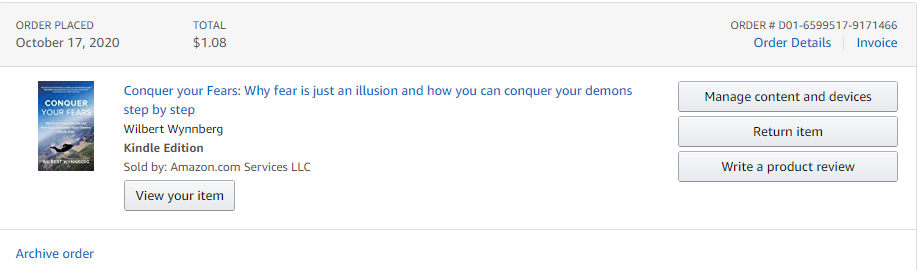 ORDER PLACED
October 17, 2020
TOTAL
$1.08
ORDER # D01-6599517-9171466
Order Details
Invoice
CONQUER
YOUR FEARS
WILBERT WYNNBERG
Conquer your Fears: Why fear is just an illusion and how you can conquer your demons
step by step
Wilbert Wynnberg
Kindle Edition
Sold by: Amazon.com Services LLC
View your item
Manage content and devices
Return item
Write a product review
Archive order